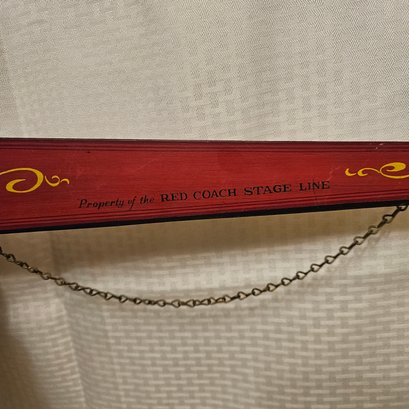 Property of the RED COACH STAGE LINE